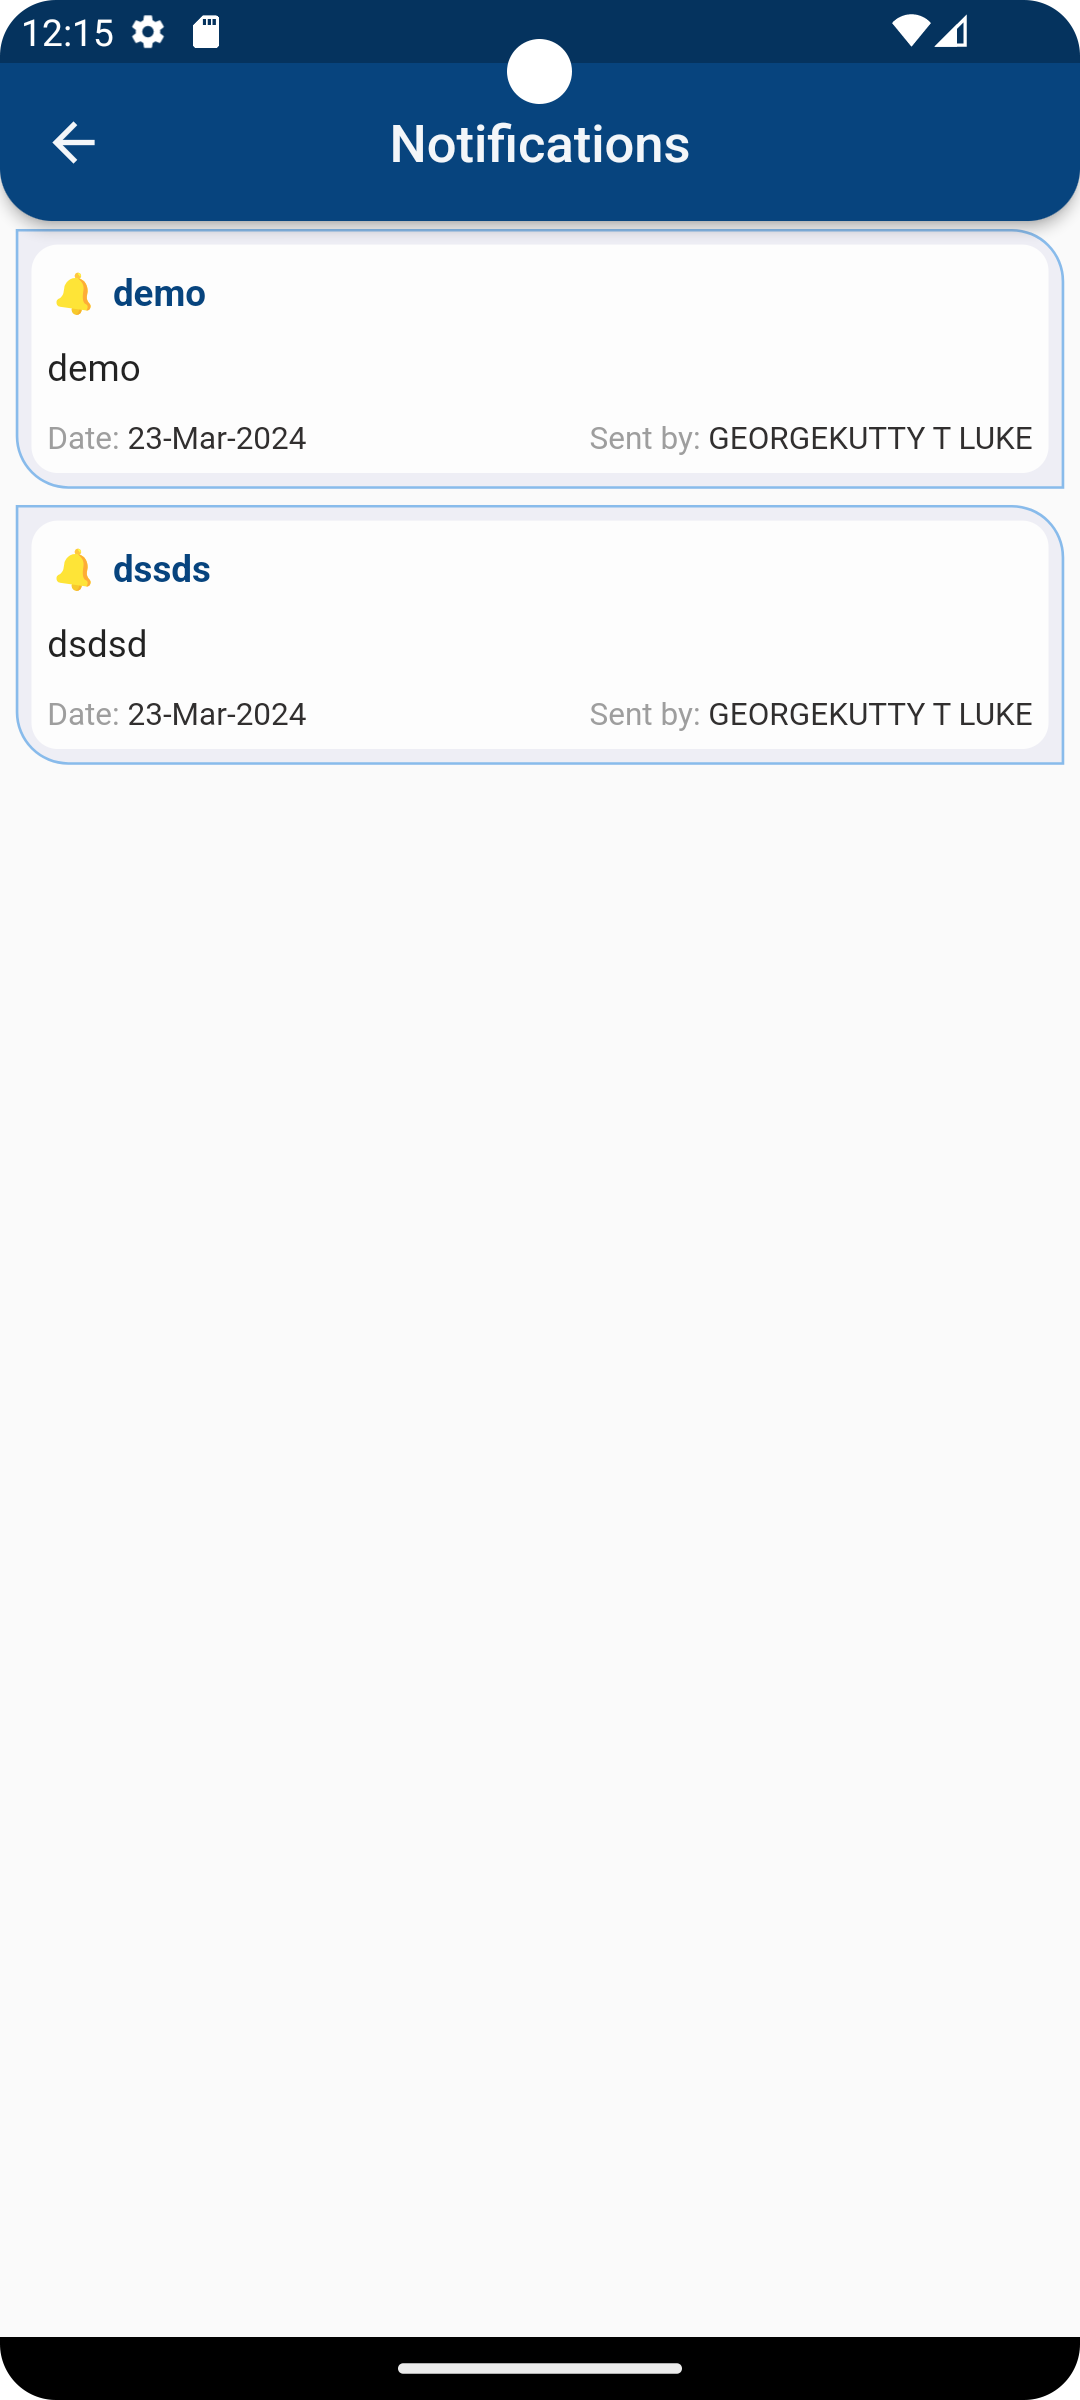 12:15
Notifications
demo
demo
Date: 23-Mar-2024 Sent by: GEORGEKUTTY T LUKE
dssds
dsdsd
Date: 23-Mar-2024 Sent by: GEORGEKUTTY T LUKE